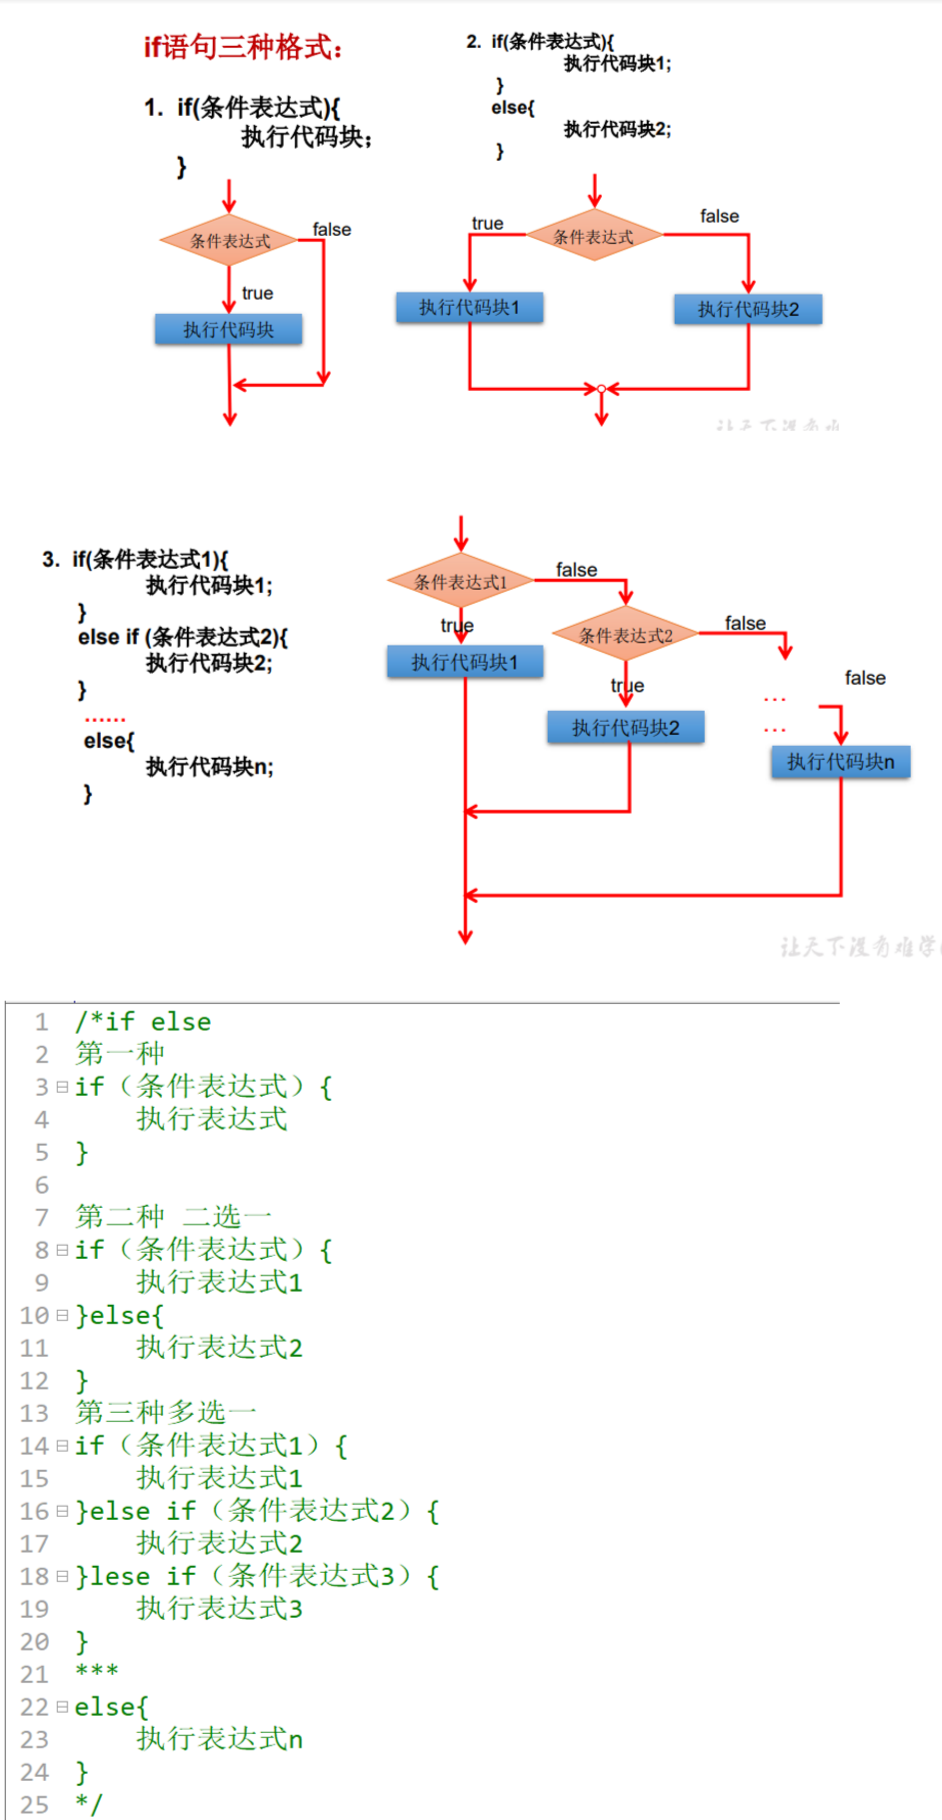 if语句三种格式：
1. if(条件表达式){
执行代码块；
}
false
条件表达式
true
执行代码块
2. if(条件表达式){
执行代码块1;
}
else{
执行代码块2;
}
true
条件表达式
false
执行代码块1
执行代码块2
3. if(条件表达式1){
执行代码块1;
}
else if (条件表达式2){
执行代码块2;
}
……
else{
执行代码块n;
}
条件表达式1
false
true
条件表达式2
false
执行代码块1
true
false
...
执行代码块2
...
执行代码块n
让天下没有难学
1 /*if else
2 第一种
3 if（条件表达式）{
4 执行表达式
5 }
6
7 第二种 二选一
8 if（条件表达式）{
9 执行表达式1
10 }else{
11 执行表达式2
12 }
13 第三种多选一
14 if（条件表达式1）{
15 执行表达式1
16 }else if（条件表达式2）{
17 执行表达式2
18 }lese if（条件表达式3）{
19 执行表达式3
20 }
21 ***
22 else{
23 执行表达式n
24 }
25 */